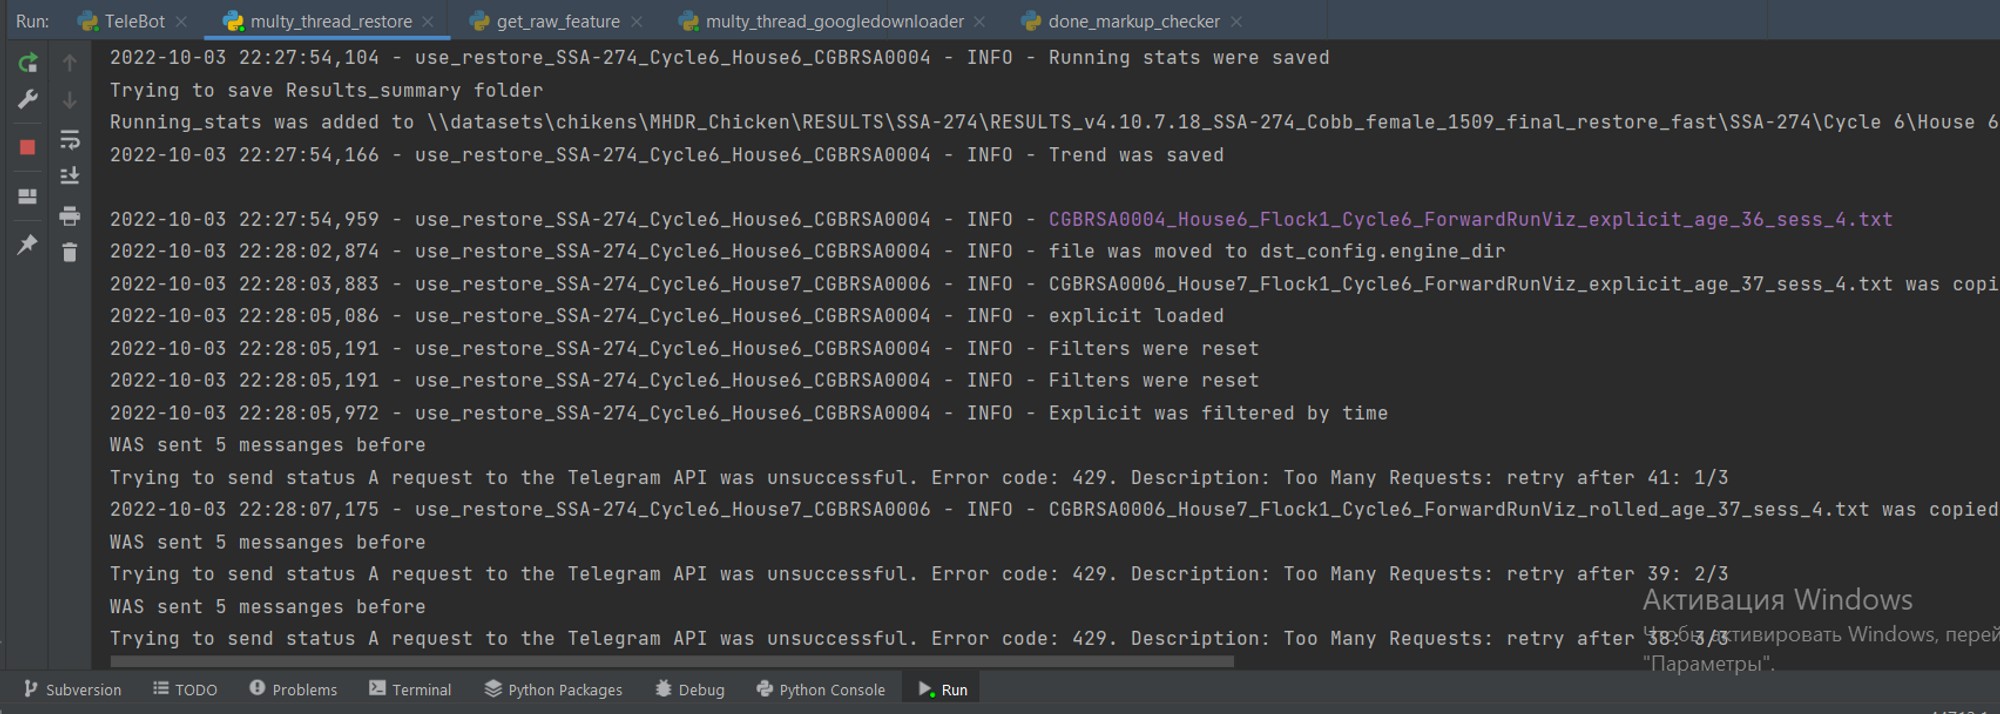 Run: TeleBot multy_thread_restore get_raw_feature multy_thread_googledownloader done_markup_checker
2022-10-03 22:27:54,104 - use_restore_SSA-274_Cycle6_House6_CGBRSA0004 - INFO - Running stats were saved
Trying to save Results_summary folder
Running_stats was added to \\datasets\chikens\MHDR_Chicken\RESULTS\SSA-274\RESULTS_v4.10.7.18_SSA-274_Cobb_female_1509_final_restore_fast\SSA-274\Cycle 6\House 6
2022-10-03 22:27:54,166 - use_restore_SSA-274_Cycle6_House6_CGBRSA0004 - INFO - Trend was saved
2022-10-03 22:27:54,959 - use_restore_SSA-274_Cycle6_House6_CGBRSA0004 - INFO - CGBRSA0004_House6_Flock1_Cycle6_ForwardRunViz_explicit_age_36_sess_4.txt
2022-10-03 22:28:02,874 - use_restore_SSA-274_Cycle6_House6_CGBRSA0004 - INFO - file was moved to dst_config.engine_dir
2022-10-03 22:28:03,883 - use_restore_SSA-274_Cycle6_House7_CGBRSA0006 - INFO - CGBRSA0006_House7_Flock1_Cycle6_ForwardRunViz_explicit_age_37_sess_4.txt was copi
2022-10-03 22:28:05,086 - use_restore_SSA-274_Cycle6_House6_CGBRSA0004 - INFO - explicit loaded
2022-10-03 22:28:05,191 - use_restore_SSA-274_Cycle6_House6_CGBRSA0004 - INFO - Filters were reset
2022-10-03 22:28:05,191 - use_restore_SSA-274_Cycle6_House6_CGBRSA0004 - INFO - Filters were reset
2022-10-03 22:28:05,972 - use_restore_SSA-274_Cycle6_House6_CGBRSA0004 - INFO - Explicit was filtered by time
WAS sent 5 messanges before
Trying to send status A request to the Telegram API was unsuccessful. Error code: 429. Description: Too Many Requests: retry after 41: 1/3
2022-10-03 22:28:07,175 - use_restore_SSA-274_Cycle6_House7_CGBRSA0006 - INFO - CGBRSA0006_House7_Flock1_Cycle6_ForwardRunViz_rolled_age_37_sess_4.txt was copied
WAS sent 5 messanges before
Trying to send status A request to the Telegram API was unsuccessful. Error code: 429. Description: Too Many Requests: retry after 39: 2/3
WAS sent 5 messanges before
Trying to send status A request to the Telegram API was unsuccessful. Error code: 429. Description: Too Many Requests: retry after 38: 3/3
Активация Windows
Чтобы активировать Windows, перей
"Параметры".
Subversion TODO Problems Terminal Python Packages Debug Python Console Run